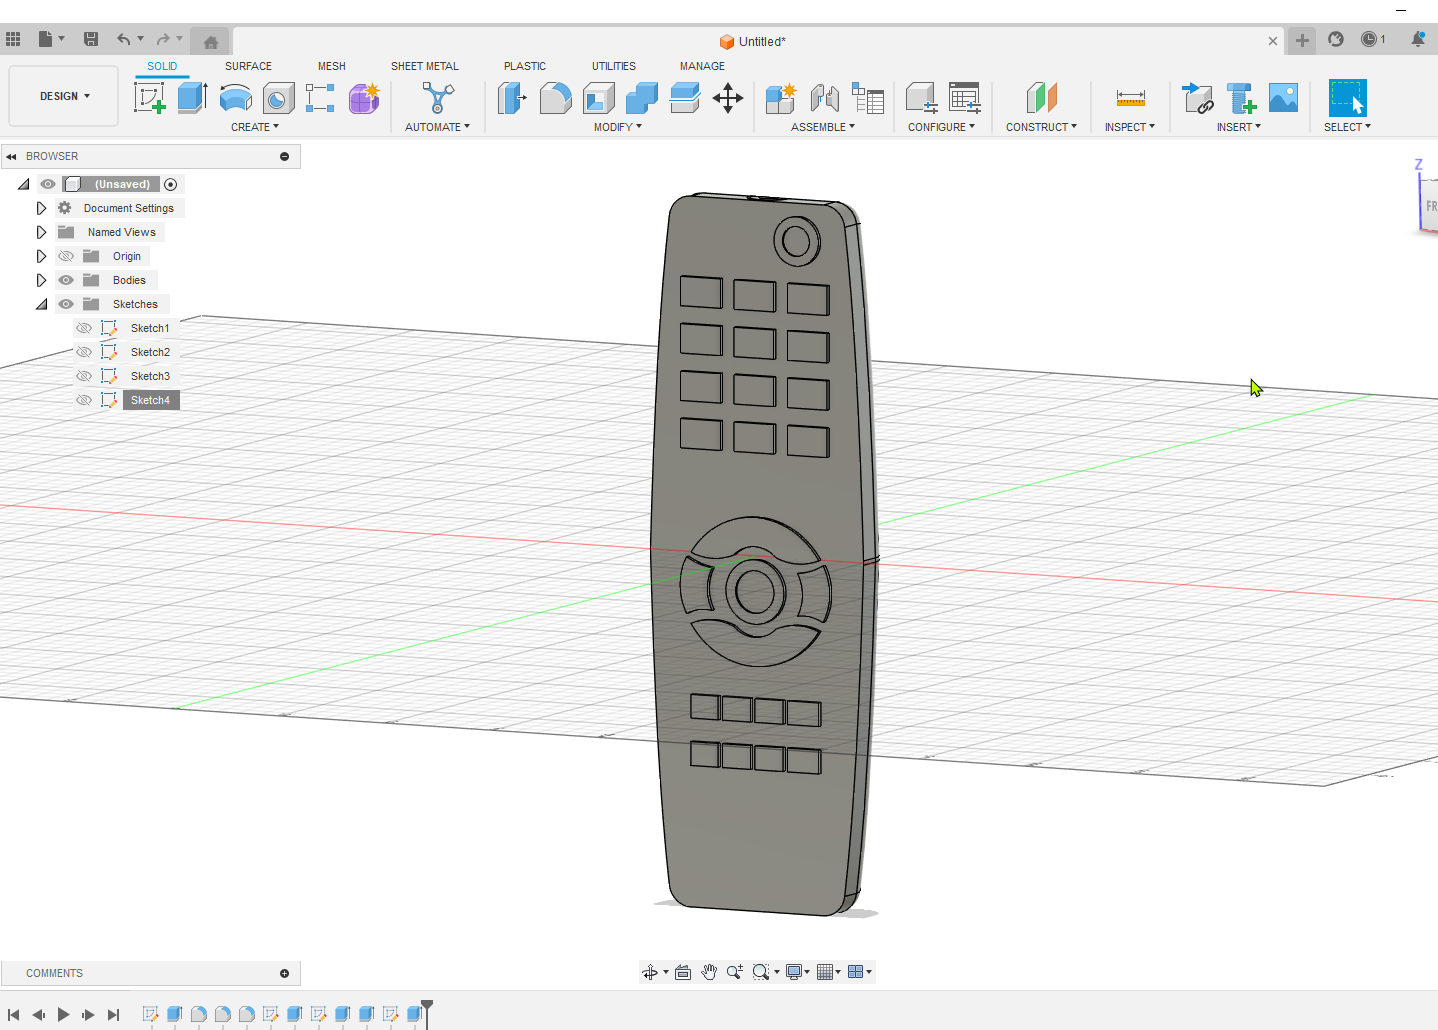 Untitled*
1
SOLID SURFACE MESH SHEET METAL PLASTIC UTILITIES MANAGE
DESIGN
CREATE AUTOMATE MODIFY ASSEMBLE CONFIGURE CONSTRUCT INSPECT INSERT SELECT
BROWSER
(Unsaved)
Document Settings
Named Views
Origin
Bodies
Sketches
Sketch1
Sketch2
Sketch3
Sketch4
Z
FR
COMMENTS